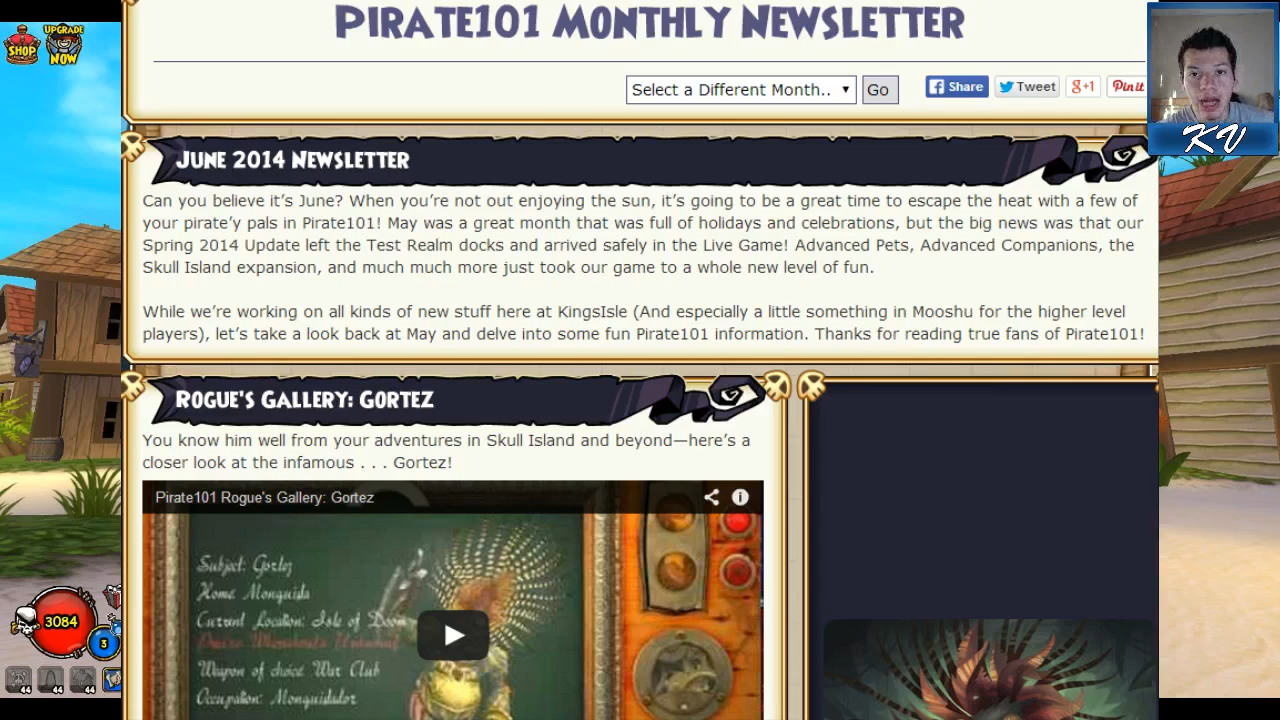 Pirate101 Monthly Newsletter
SHOP
UPGRADE NOW
Select a Different Month..
Go
Share
Tweet
g+1
Pin it
KV
June 2014 Newsletter
Can you believe it's June? When you're not out enjoying the sun, it's going to be a great time to escape the heat with a few of
your pirate'y pals in Pirate101! May was a great month that was full of holidays and celebrations, but the big news was that our
Spring 2014 Update left the Test Realm docks and arrived safely in the Live Game! Advanced Pets, Advanced Companions, the
Skull Island expansion, and much much more just took our game to a whole new level of fun.
While we're working on all kinds of new stuff here at KingsIsle (And especially a little something in Mooshu for the higher level
players), let's take a look back at May and delve into some fun Pirate101 information. Thanks for reading true fans of Pirate101!
Rogue's Gallery: Gortez
You know him well from your adventures in Skull Island and beyond—here's a
closer look at the infamous . . . Gortez!
Pirate101 Rogue's Gallery: Gortez
Subject: Gortez
Home Monquista
Current Location: Isle of Doom
Weapon of choice War Club
Occupation: Monquistador
3084
3
44
44
44